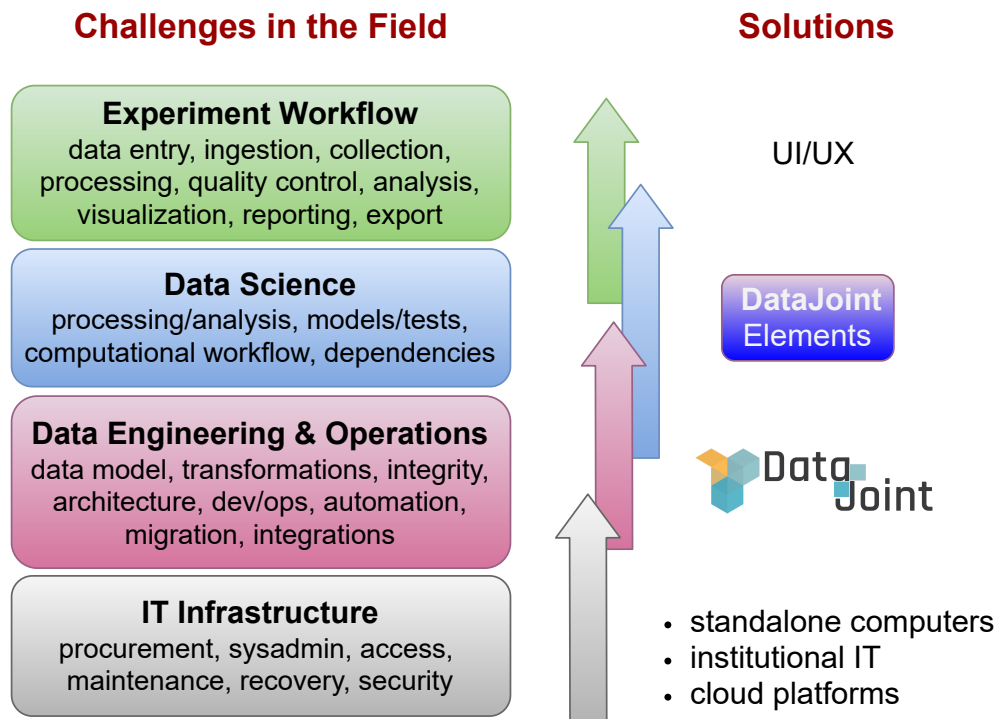 Challenges in the Field
Solutions
Experiment Workflow
data entry, ingestion, collection,
processing, quality control, analysis,
visualization, reporting, export
UI/UX
Data Science
processing/analysis, models/tests,
computational workflow, dependencies
DataJoint
Elements
Data Engineering & Operations
data model, transformations, integrity,
architecture, dev/ops, automation,
migration, integrations
Data
Joint
IT Infrastructure
procurement, sysadmin, access,
maintenance, recovery, security
• standalone computers
• institutional IT
• cloud platforms